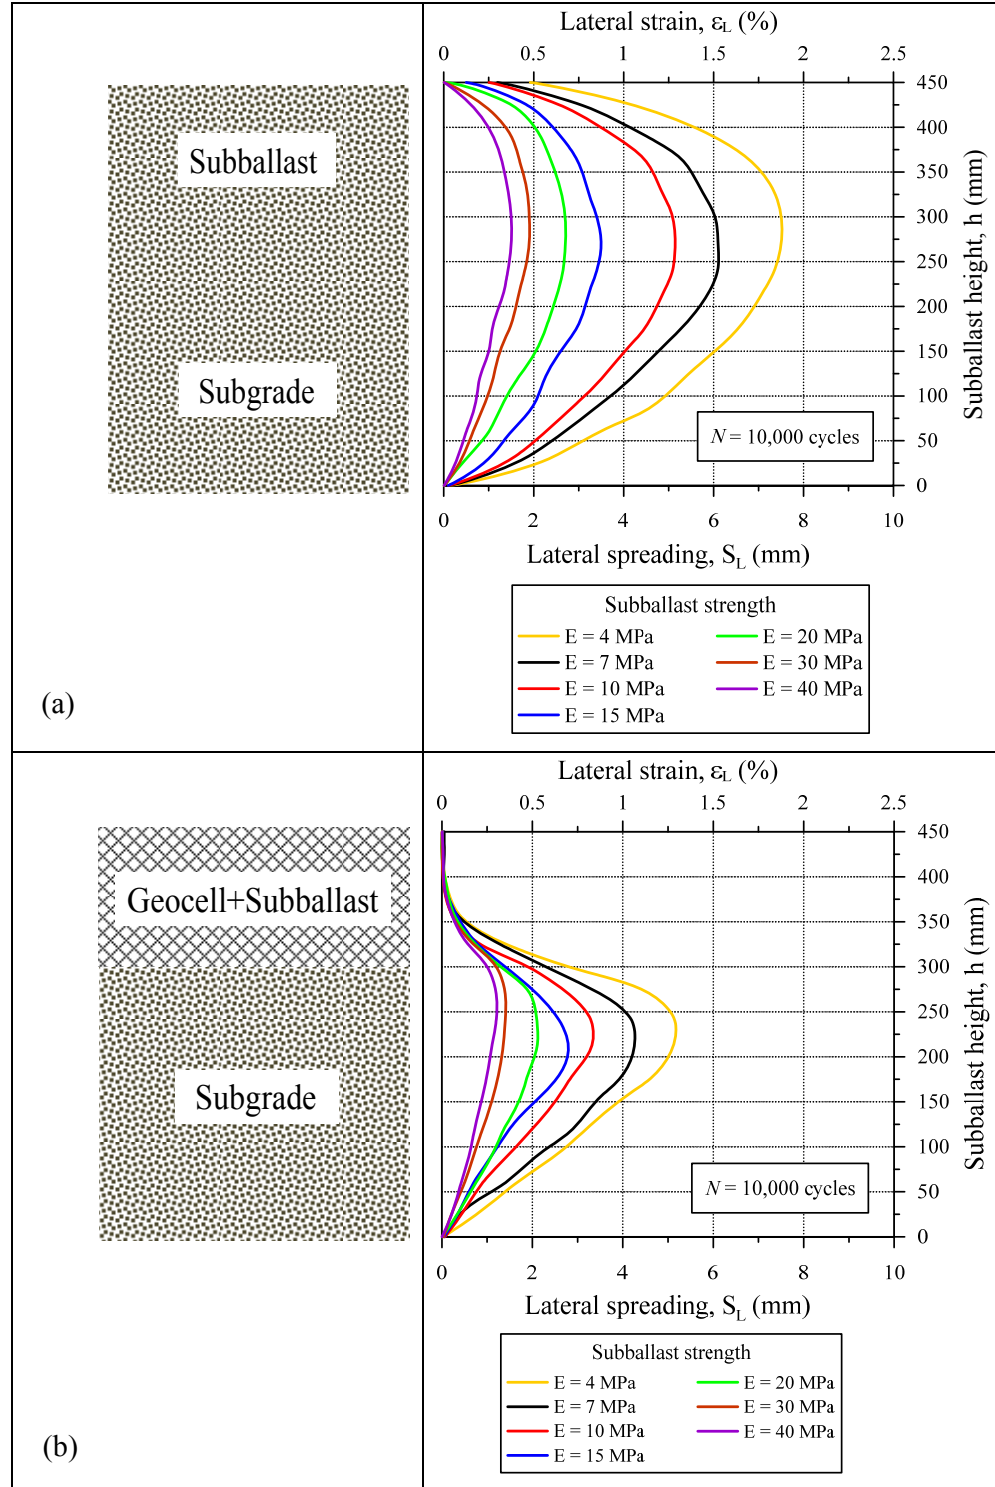 Lateral strain, εL (%)
0 0.5 1 1.5 2 2.5
Subballast
Subgrade
450
400
350
300
250
200
150
100
50
0
Subballast height, h (mm)
N = 10,000 cycles
0 2 4 6 8 10
Lateral spreading, SL (mm)
Subballast strength
E = 4 MPa E = 20 MPa
E = 7 MPa E = 30 MPa
E = 10 MPa E = 40 MPa
E = 15 MPa
(a)
Lateral strain, εL (%)
0 0.5 1 1.5 2 2.5
Geocell+Subballast
Subgrade
450
400
350
300
250
200
150
100
50
0
Subballast height, h (mm)
N = 10,000 cycles
0 2 4 6 8 10
Lateral spreading, SL (mm)
Subballast strength
E = 4 MPa E = 20 MPa
E = 7 MPa E = 30 MPa
E = 10 MPa E = 40 MPa
E = 15 MPa
(b)